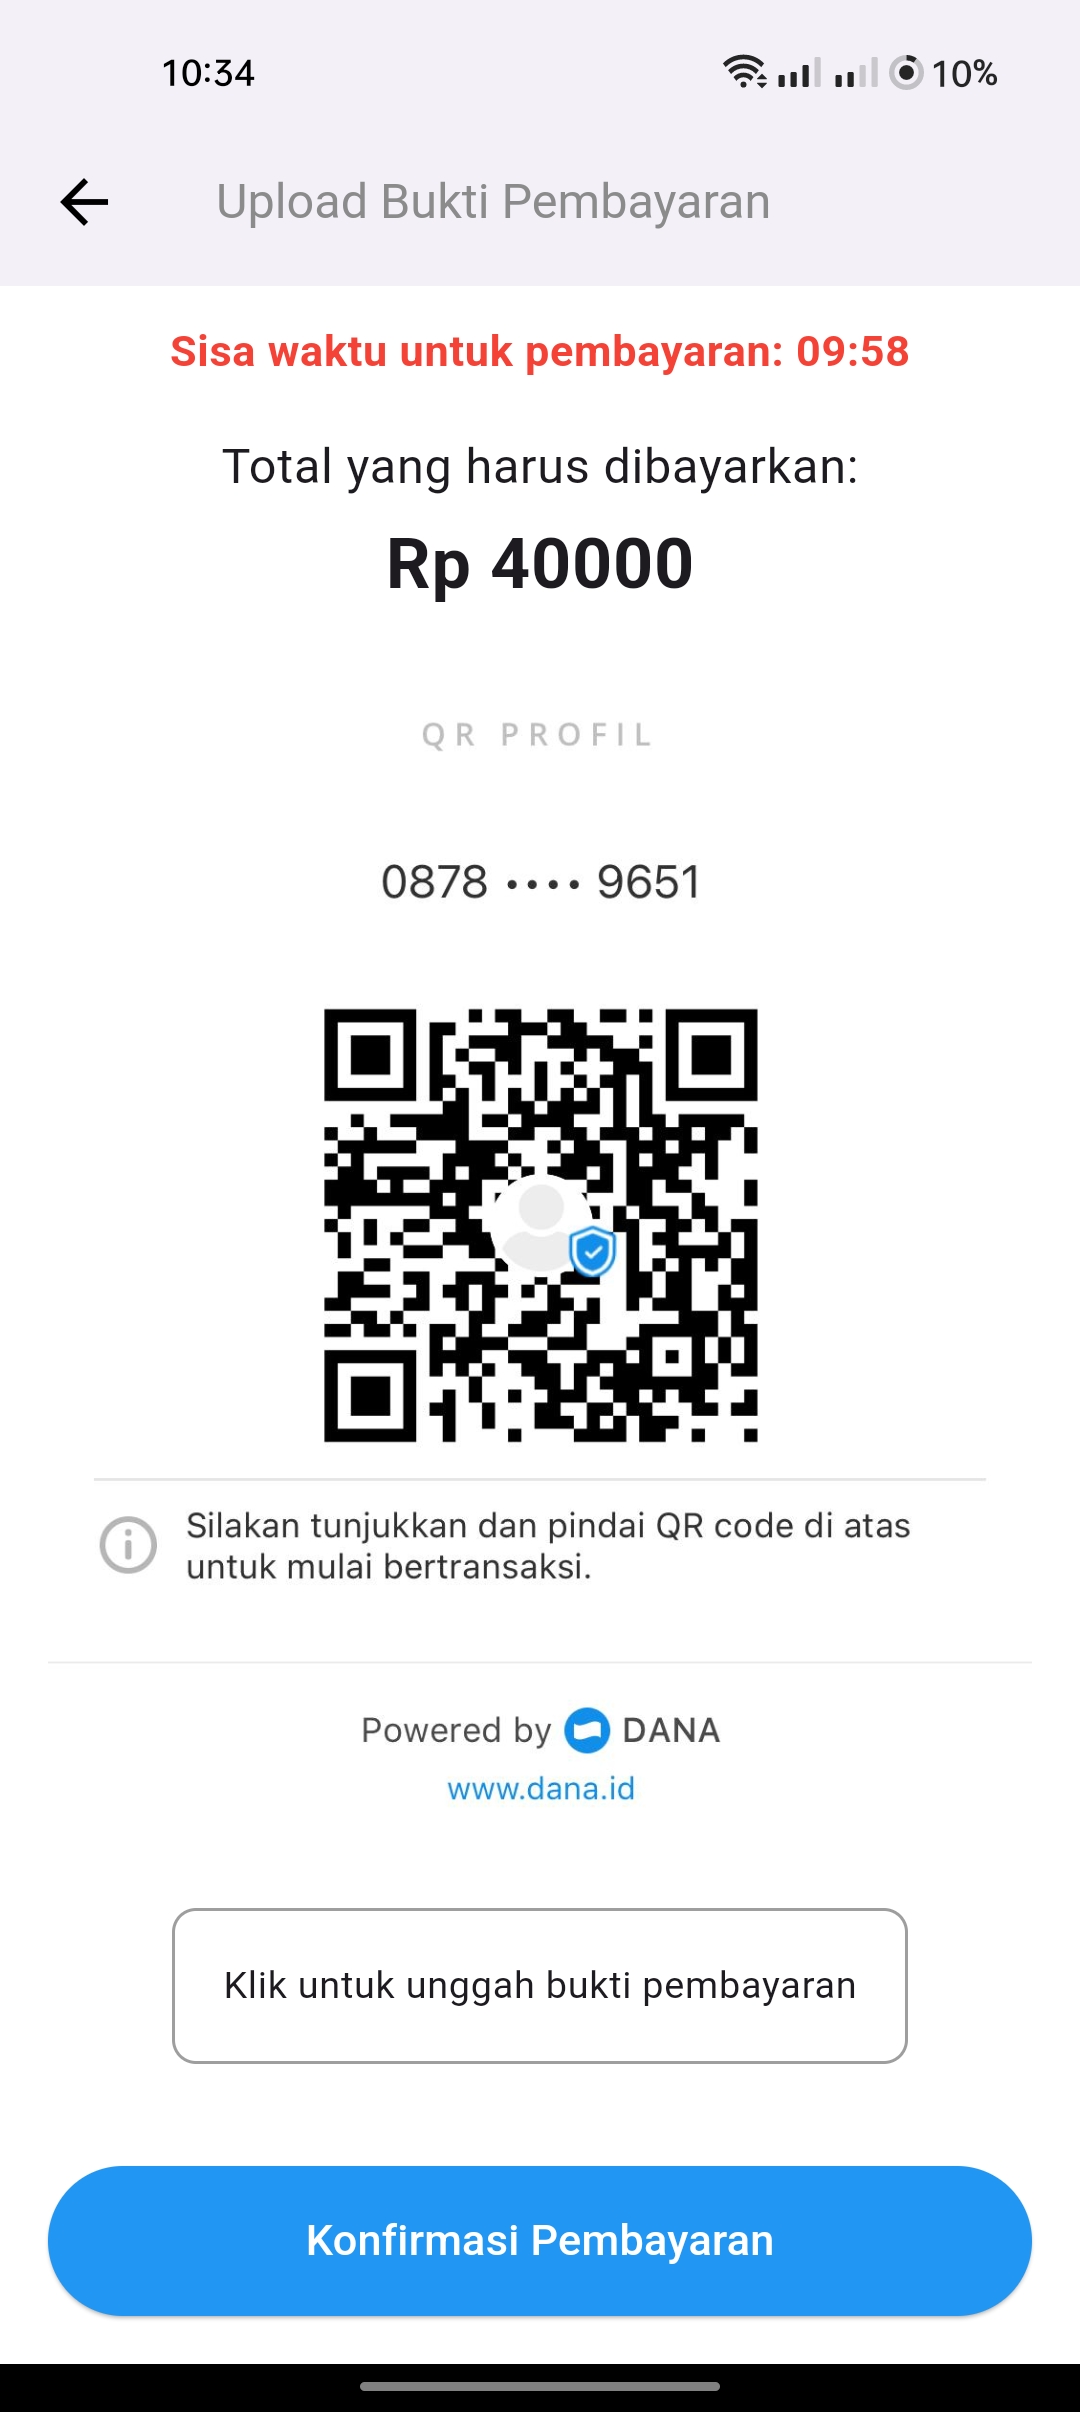 10:34
10%
Upload Bukti Pembayaran
Sisa waktu untuk pembayaran: 09:58
Total yang harus dibayarkan:
Rp 40000
QR PROFIL
0878 •••• 9651
Silakan tunjukkan dan pindai QR code di atas
untuk mulai bertransaksi.
Powered by DANA
www.dana.id
Klik untuk unggah bukti pembayaran
Konfirmasi Pembayaran